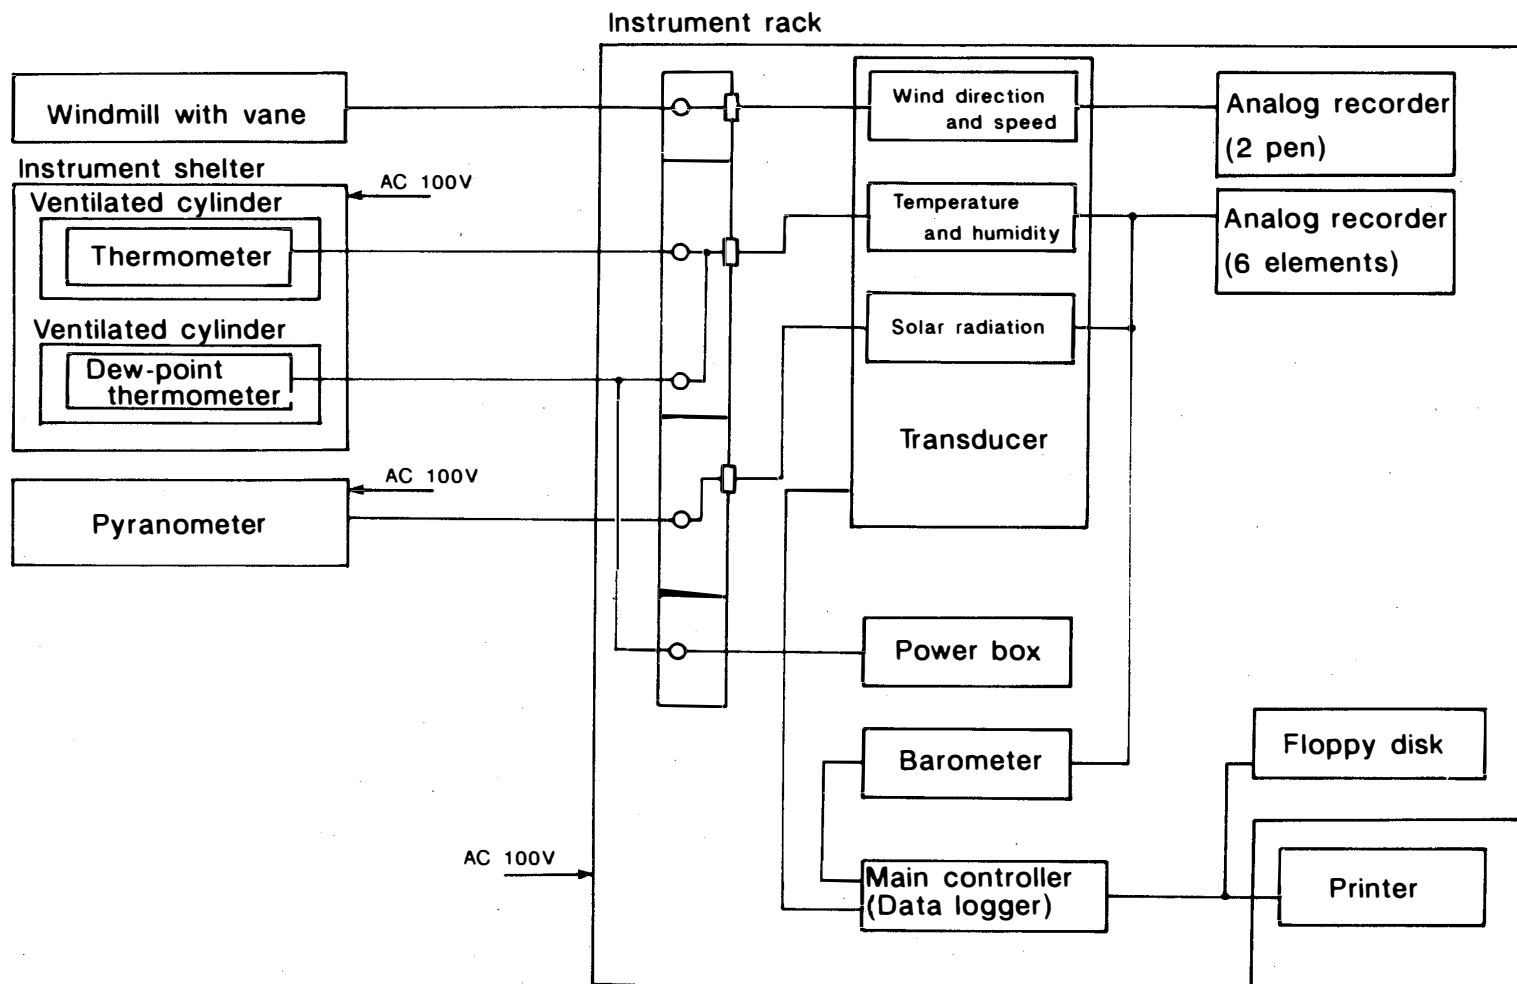 Instrument rack
Windmill with vane
Instrument shelter
AC 100V
Ventilated cylinder
Thermometer
Ventilated cylinder
Dew-point
thermometer
AC 100V
Pyranometer
Wind direction
and speed
Temperature
and humidity
Solar radiation
Transducer
Analog recorder
(2 pen)
Analog recorder
(6 elements)
Power box
Barometer
AC 100V
Main controller
(Data logger)
Floppy disk
Printer